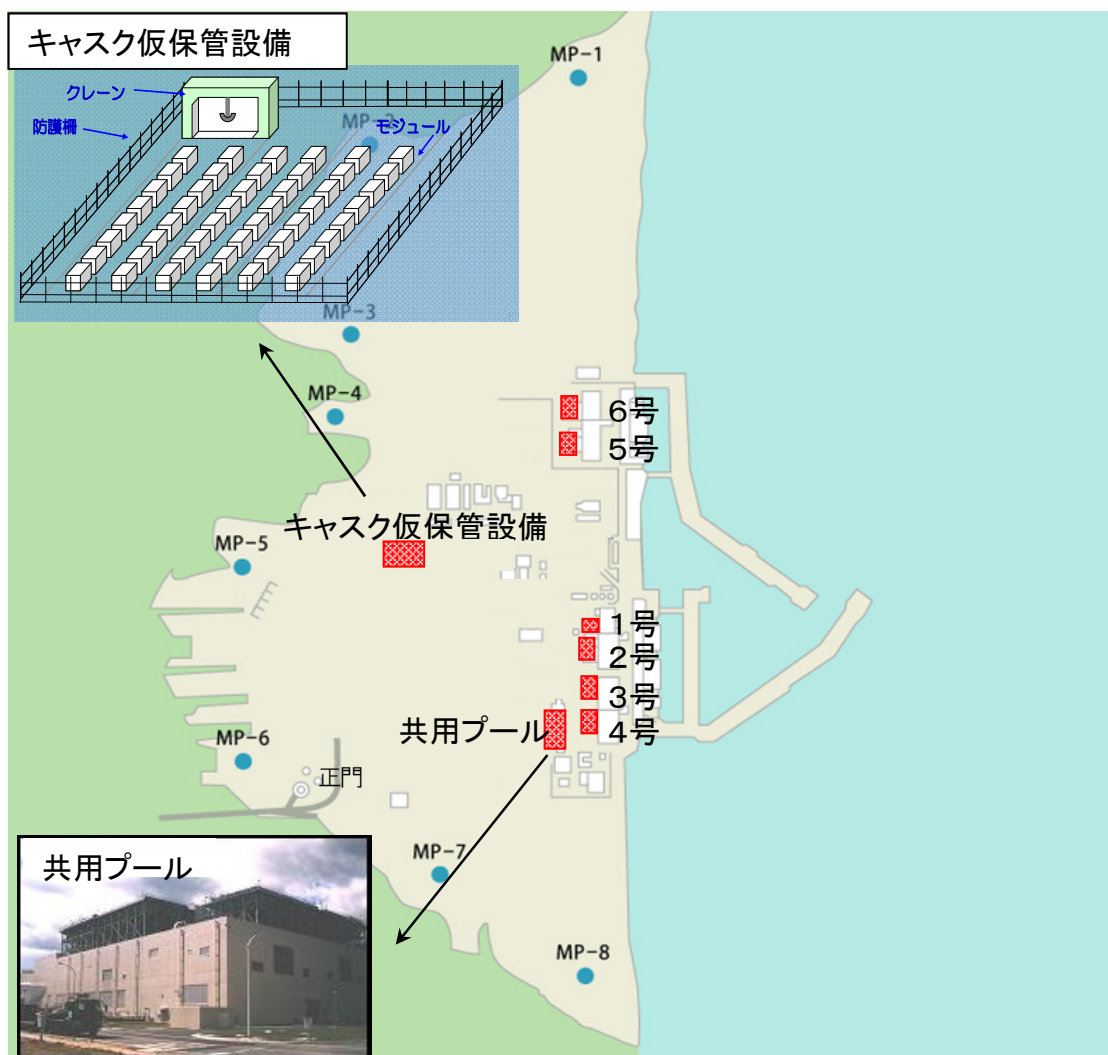 キャスク仮保管設備
MP-1
クレーン
防護柵
MP-2
モジュール
MP-3
MP-4
6号
5号
キャスク仮保管設備
MP-5
1号
2号
3号
共用プール
4号
MP-6
正門
共用プール
MP-7
MP-8